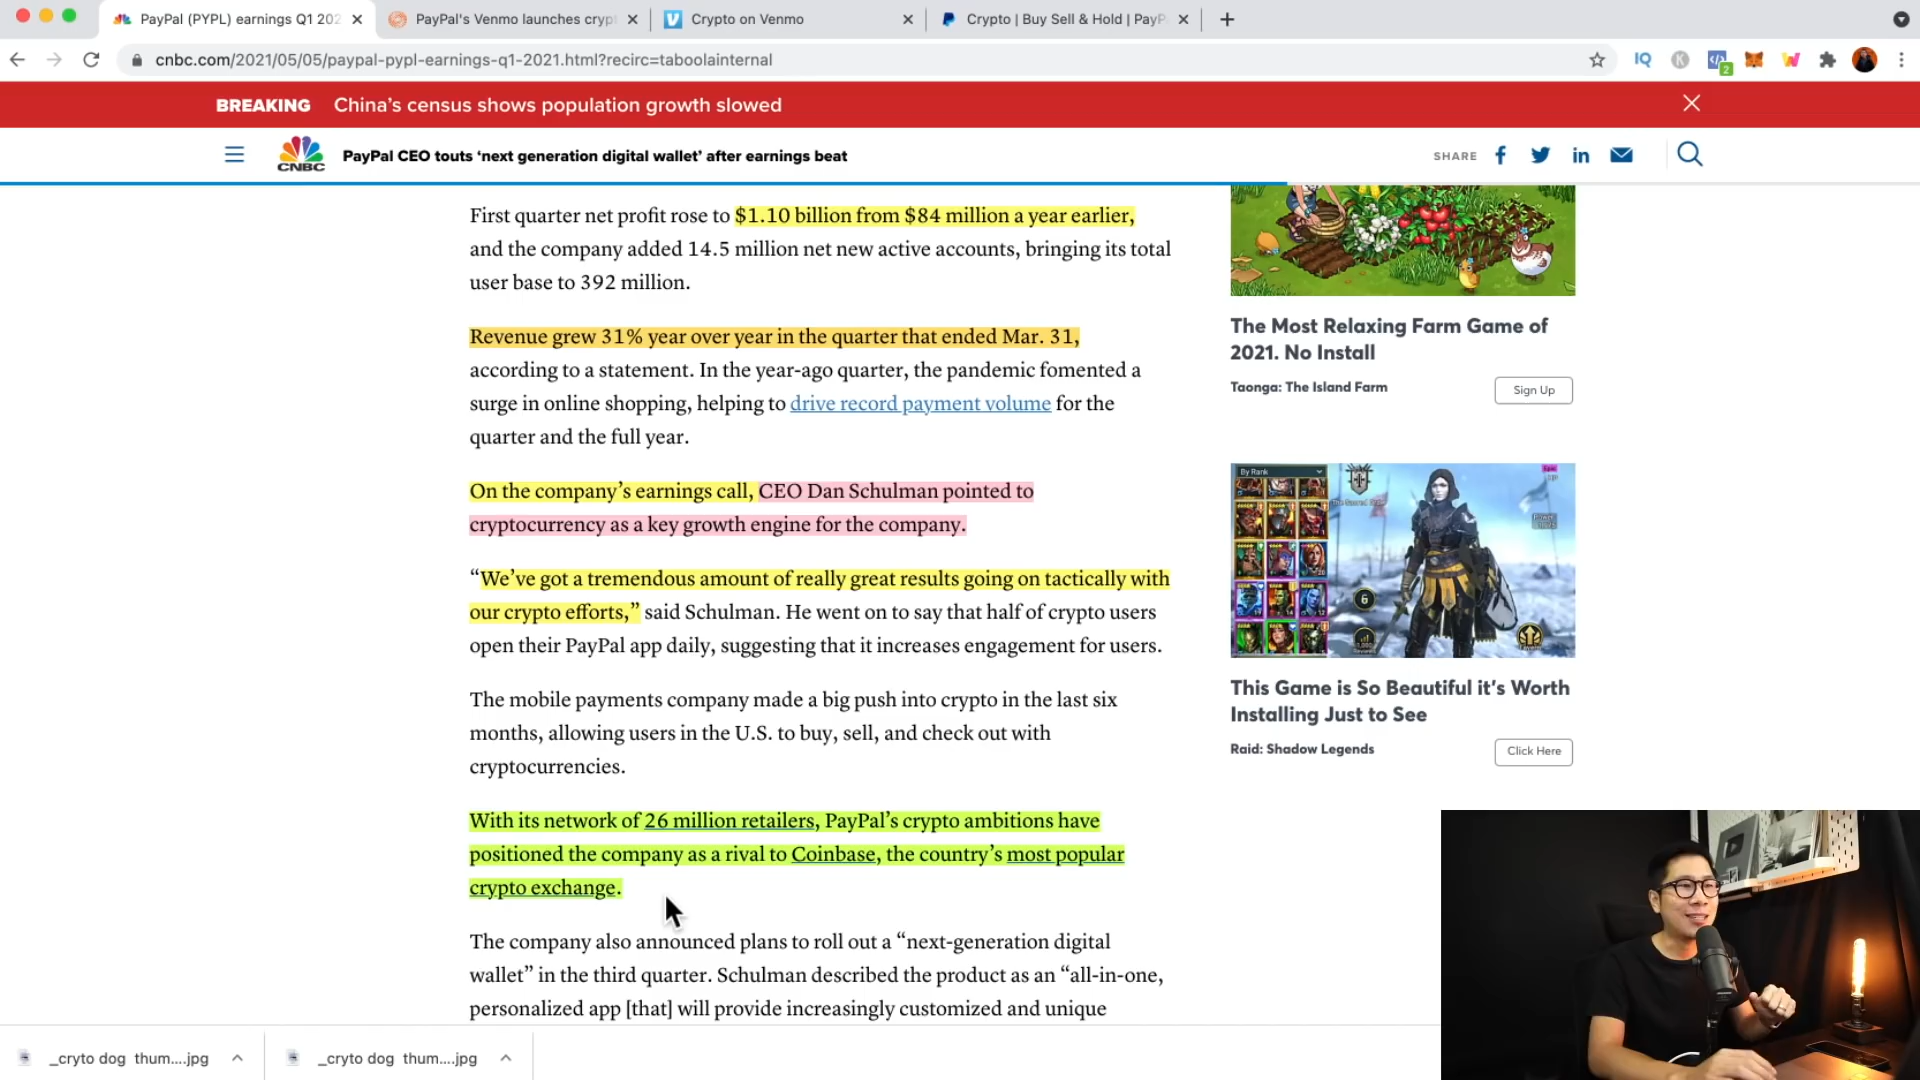 PayPal (PYPL) earnings Q1 202
PayPal's Venmo launches cryp
Crypto on Venmo
Crypto | Buy Sell & Hold | PayP
cnbc.com/2021/05/05/paypal-pypl-earnings-q1-2021.html?recirc=taboolainternal
IQ
K
2
BREAKING China's census shows population growth slowed
CNBC
PayPal CEO touts 'next generation digital wallet' after earnings beat
SHARE
First quarter net profit rose to $1.10 billion from $84 million a year earlier,
and the company added 14.5 million net new active accounts, bringing its total
user base to 392 million.
Revenue grew 31% year over year in the quarter that ended Mar. 31,
according to a statement. In the year-ago quarter, the pandemic fomented a
surge in online shopping, helping to drive record payment volume for the
quarter and the full year.
On the company's earnings call, CEO Dan Schulman pointed to
cryptocurrency as a key growth engine for the company.
“We've got a tremendous amount of really great results going on tactically with
our crypto efforts,” said Schulman. He went on to say that half of crypto users
open their PayPal app daily, suggesting that it increases engagement for users.
The mobile payments company made a big push into crypto in the last six
months, allowing users in the U.S. to buy, sell, and check out with
cryptocurrencies.
With its network of 26 million retailers, PayPal's crypto ambitions have
positioned the company as a rival to Coinbase, the country's most popular
crypto exchange.
The company also announced plans to roll out a “next-generation digital
wallet” in the third quarter. Schulman described the product as an “all-in-one,
personalized app [that] will provide increasingly customized and unique
The Most Relaxing Farm Game of
2021. No Install
Taonga: The Island Farm
Sign Up
By Rank
6
This Game is So Beautiful it's Worth
Installing Just to See
Raid: Shadow Legends
Click Here
_cryto dog thum....jpg
_cryto dog thum....jpg